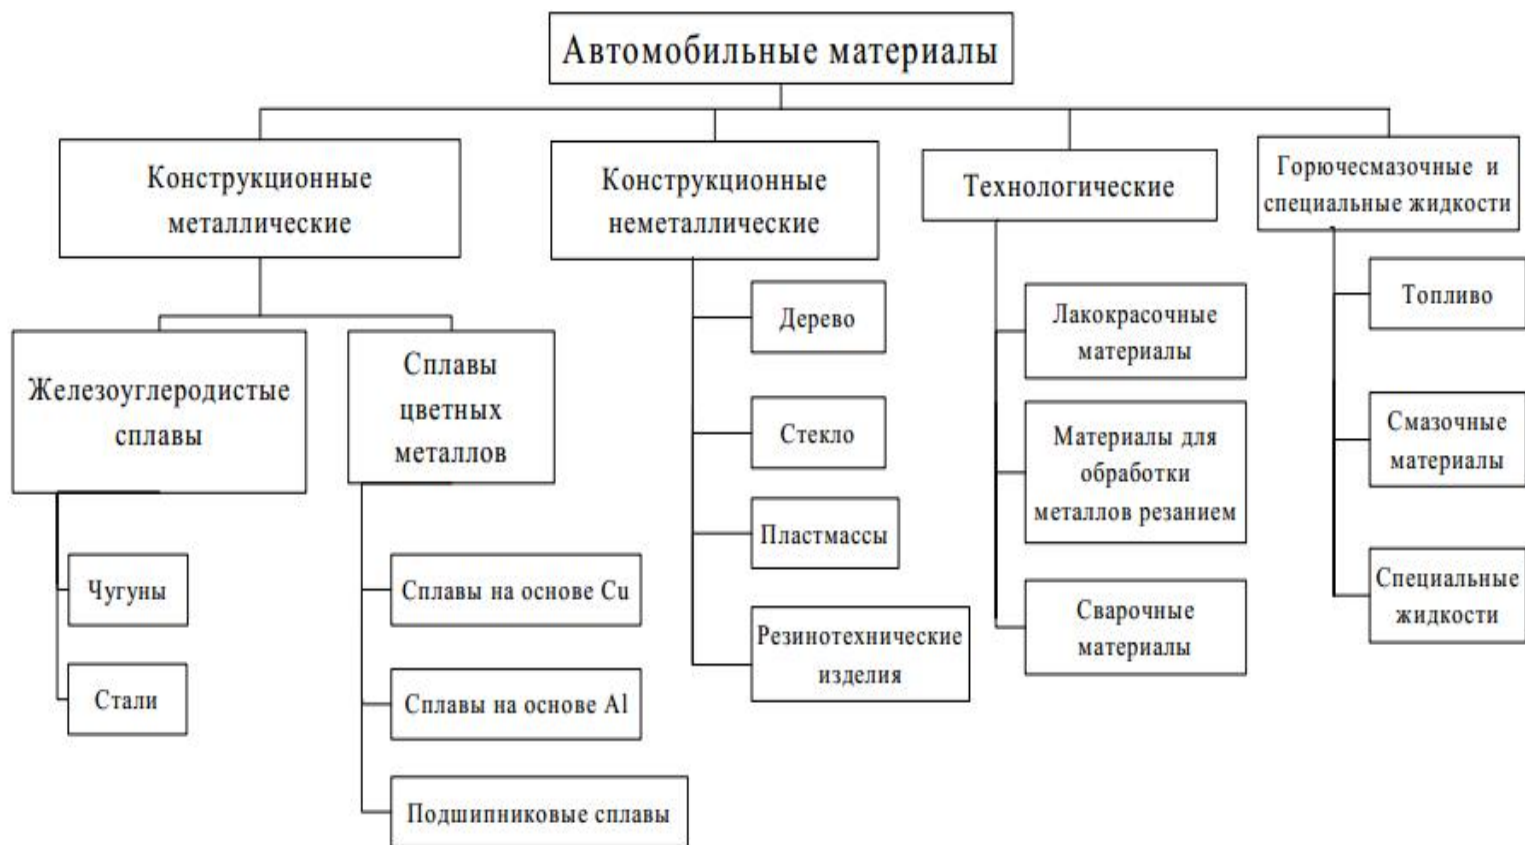 Автомобильные материалы
Конструкционные
металлические
Конструкционные
неметаллические
Технологические
Горючесмазочные и
специальные жидкости
Железоуглеродистые
сплавы
Чугуны
Стали
Сплавы
цветных
металлов
Сплавы на основе Cu
Сплавы на основе Al
Подшипниковые сплавы
Дерево
Стекло
Пластмассы
Резинотехнические
изделия
Лакокрасочные
материалы
Материалы для
обработки
металлов резанием
Сварочные
материалы
Топливо
Смазочные
материалы
Специальные
жидкости